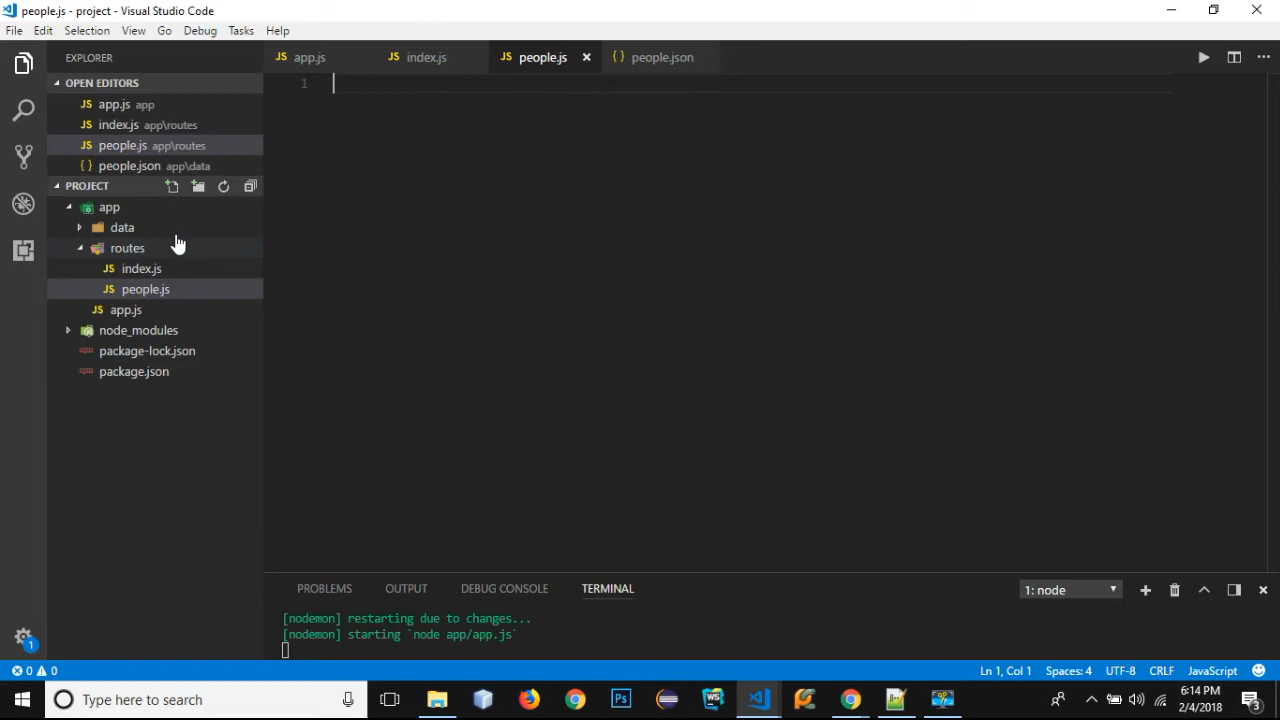 people.js - project - Visual Studio Code
File Edit Selection View Go Debug Tasks Help
EXPLORER
OPEN EDITORS
JS app.js app
JS index.js app\routes
JS people.js app\routes
{ } people.json app\data
PROJECT
app
data
routes
JS index.js
JS people.js
JS app.js
node_modules
package-lock.json
package.json
JS app.js JS index.js JS people.js { } people.json
1
PROBLEMS OUTPUT DEBUG CONSOLE TERMINAL 1: node
[nodemon] restarting due to changes...
[nodemon] starting `node app/app.js`
1
0 0 Ln 1, Col 1 Spaces: 4 UTF-8 CRLF JavaScript
Type here to search
Ps
WS
6:14 PM
2/4/2018
3